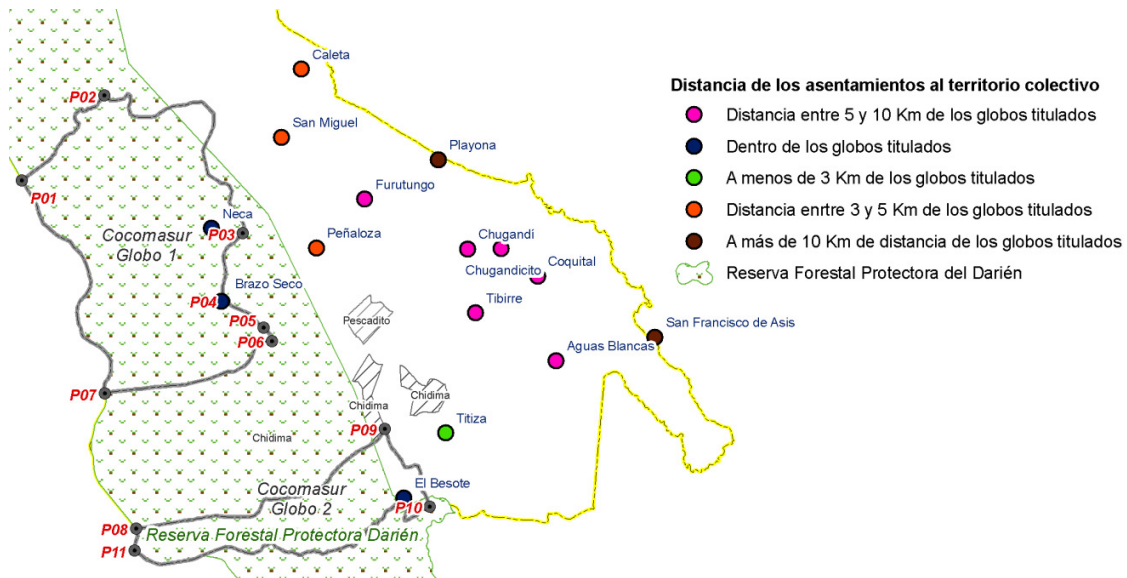 Caleta
P02
San Miguel
Playona
P01
Furutungo
Neca
P03
Cocomasur
Globo 1
Peñaloza
Chugandi
Chugandicito
Coquital
Brazo Seco
P04
Tibirre
Pescadito
P05
P06
San Francisco de Asis
Aguas Blancas
P07
Chidima
Chidima
Titiza
P09
Chidima
El Besote
Cocomasur
Globo 2
P10
P08
Reserva Forestal Protectora Darién
P11
Distancia de los asentamientos al territorio colectivo
Distancia entre 5 y 10 Km de los globos titulados
Dentro de los globos titulados
A menos de 3 Km de los globos titulados
Distancia enrtre 3 y 5 Km de los globos titulados
A más de 10 Km de distancia de los globos titulados
Reserva Forestal Protectora del Darién